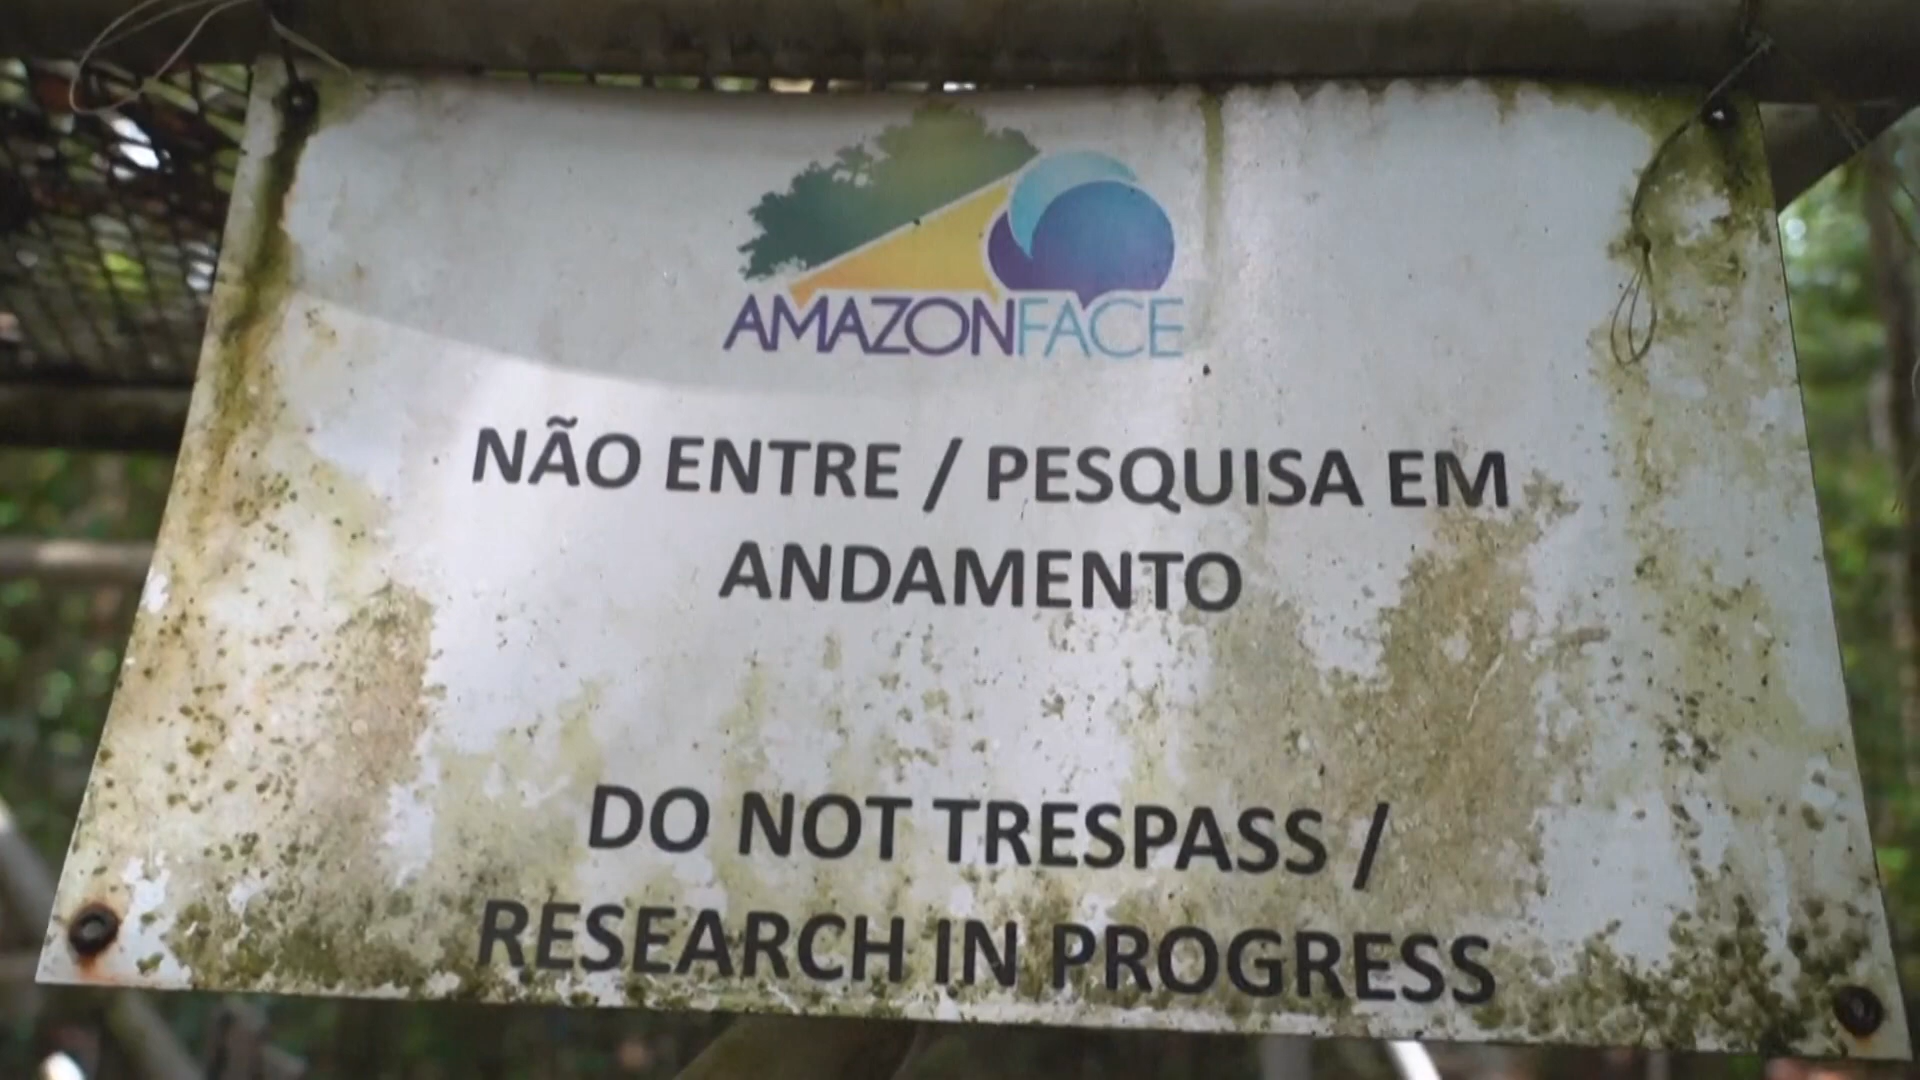 AMAZONFACE
NÃO ENTRE / PESQUISA EM
ANDAMENTO
DO NOT TRESPASS /
RESEARCH IN PROGRESS